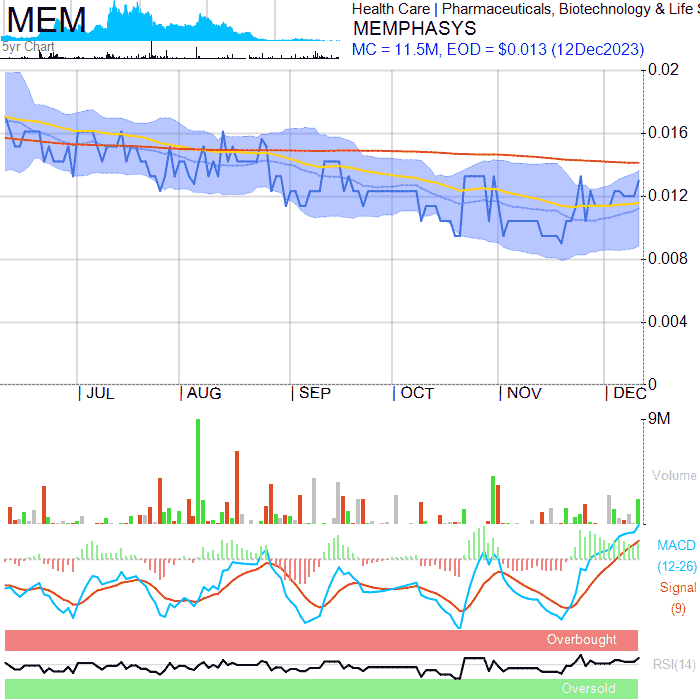 MEM
5yr Chart
Health Care | Pharmaceuticals, Biotechnology & Life S
MEMPHASYS
MC = 11.5M, EOD = $0.013 (12Dec2023)
0.02
0.016
0.012
0.008
0.004
0
| JUL | AUG | SEP | OCT | NOV | DEC
9M
Volume
MACD
(12-26)
Signal
(9)
Overbought
RSI(14)
Oversold